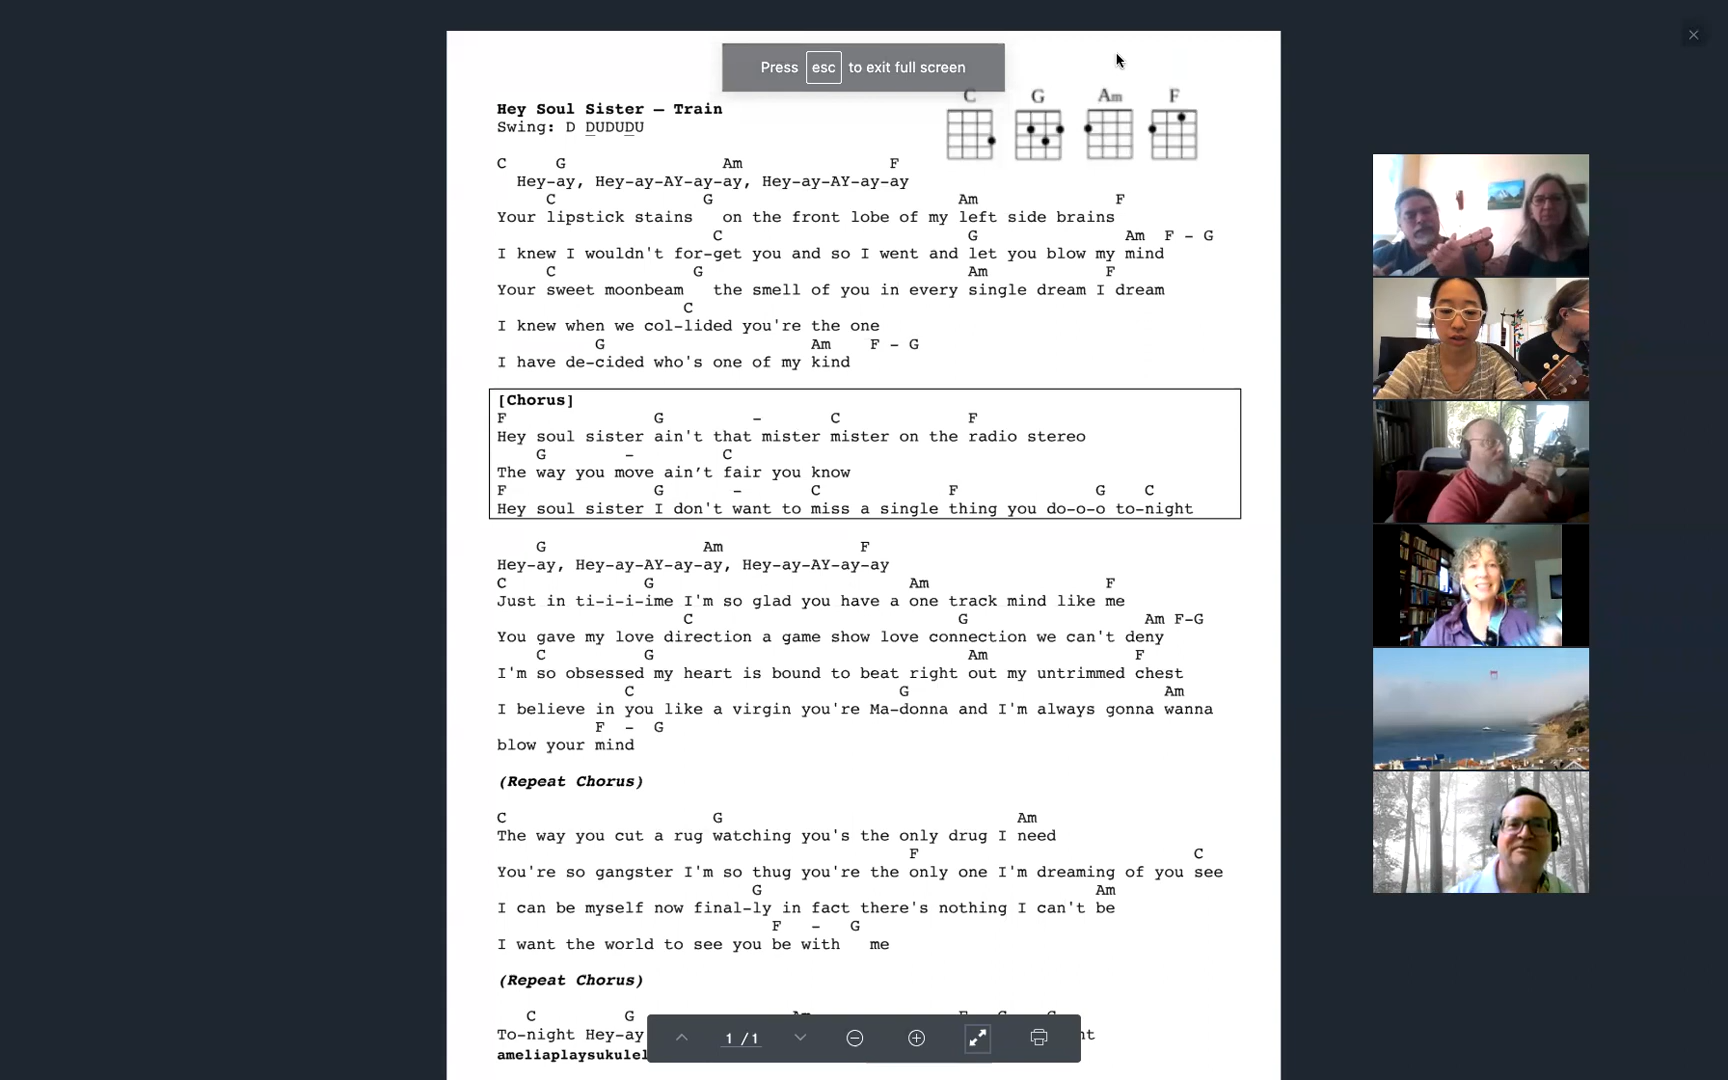 Press esc to exit full screen
C G Am F
Hey Soul Sister – Train
Swing: D DUDUDU
C G Am F
Hey-ay, Hey-ay-AY-ay-ay, Hey-ay-AY-ay-ay
C G Am F
Your lipstick stains on the front lobe of my left side brains
C G Am F - G
I knew I wouldn't for-get you and so I went and let you blow my mind
C G Am F
Your sweet moonbeam the smell of you in every single dream I dream
C
I knew when we col-lided you're the one
G Am F - G
I have de-cided who's one of my kind
[Chorus]
F G - C F
Hey soul sister ain't that mister mister on the radio stereo
G - C
The way you move ain’t fair you know
F G - C F G C
Hey soul sister I don't want to miss a single thing you do-o-o to-night
G Am F
Hey-ay, Hey-ay-AY-ay-ay, Hey-ay-AY-ay-ay
C G Am F
Just in ti-i-i-ime I'm so glad you have a one track mind like me
C G Am F-G
You gave my love direction a game show love connection we can't deny
C G Am F
I'm so obsessed my heart is bound to beat right out my untrimmed chest
C G Am
I believe in you like a virgin you're Ma-donna and I'm always gonna wanna
F - G
blow your mind
(Repeat Chorus)
C G Am
The way you cut a rug watching you's the only drug I need
F C
You're so gangster I'm so thug you're the only one I'm dreaming of you see
G Am
I can be myself now final-ly in fact there's nothing I can't be
F - G
I want the world to see you be with me
(Repeat Chorus)
C G
To-night Hey-ay
ameliaplaysukulel
1 / 1